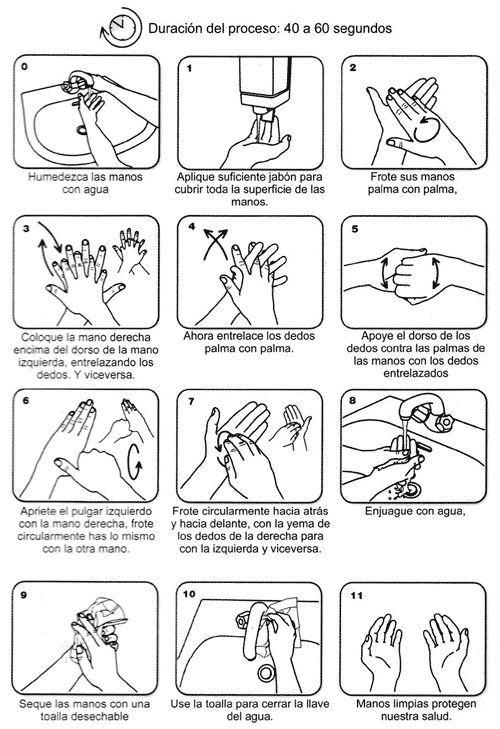 Duración del proceso: 40 a 60 segundos
0
Humedezca las manos
con agua
1
Aplique suficiente jabón para
cubrir toda la superficie de las
manos.
2
Frote sus manos
palma con palma,
3
Coloque la mano derecha
encima del dorso de la mano
izquierda, entrelazando los
dedos. Y viceversa.
4
Ahora entrelace los dedos
palma con palma.
5
Apoye el dorso de los
dedos contra las palmas de
las manos con los dedos
entrelazados
6
Apriete el pulgar izquierdo
con la mano derecha, frote
circularmente has lo mismo
con la otra mano.
7
Frote circularmente hacia atrás
y hacia delante, con la yema de
los dedos de la derecha para
con la izquierda y viceversa.
8
Enjuague con agua,
9
Seque las manos con una
toalla desechable
10
Use la toalla para cerrar la llave
del agua.
11
Manos limpias protegen
nuestra salud.